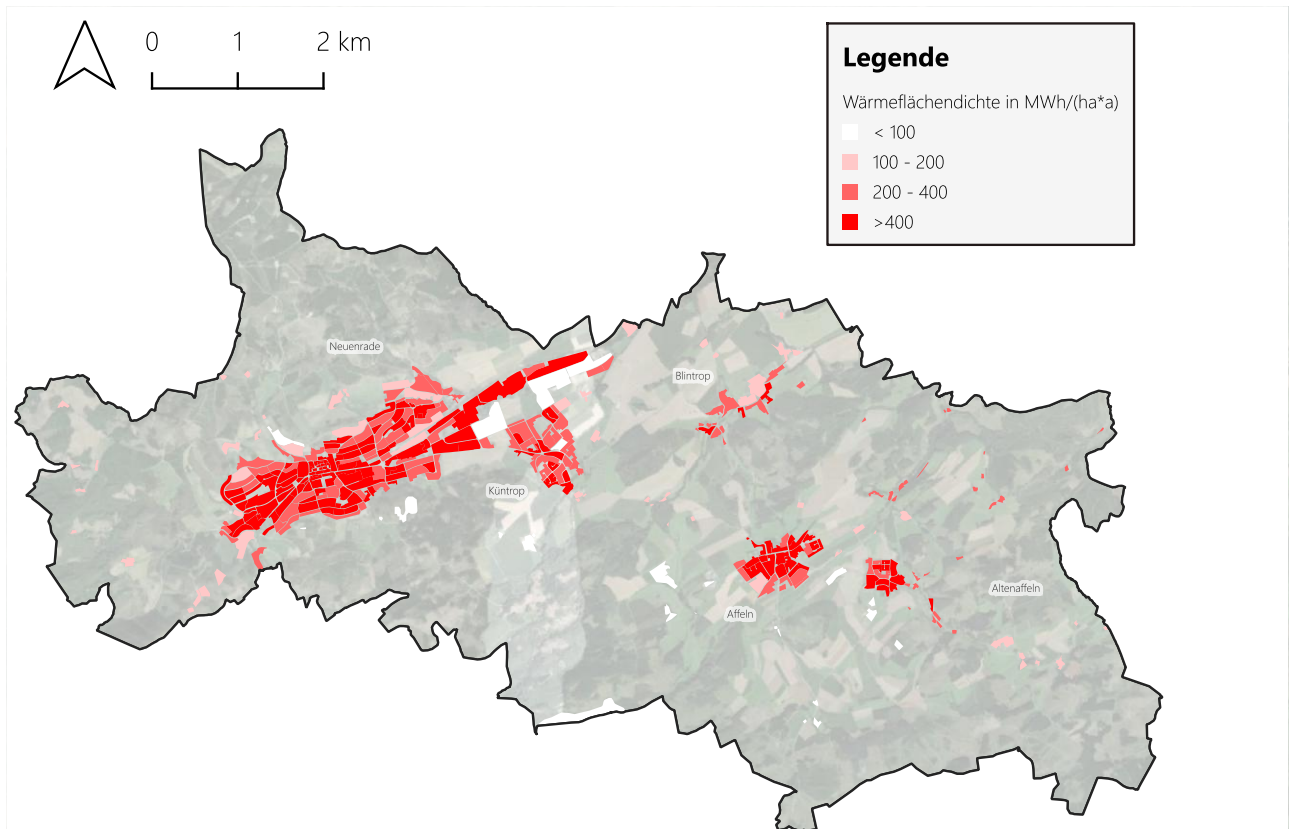 0 1 2 km
Legende
Wärmeflächendichte in MWh/(ha*a)
< 100
100 - 200
200 - 400
>400
Neuenrade
Blintrop
Küntrop
Affeln
Altenaffeln